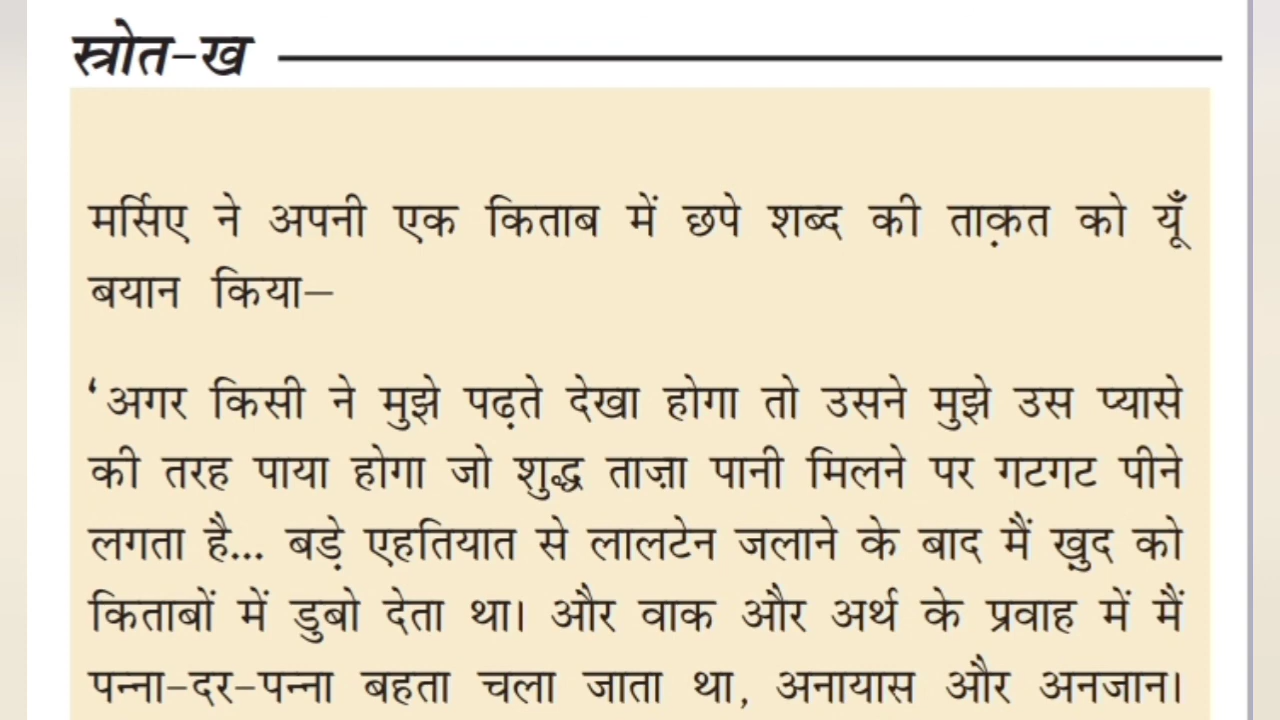 स्त्रोत-ख
मर्सिए ने अपनी एक किताब में छपे शब्द की ताक़त को यूँ
बयान किया–
‘अगर किसी ने मुझे पढ़ते देखा होगा तो उसने मुझे उस प्यासे
की तरह पाया होगा जो शुद्ध ताज़ा पानी मिलने पर गटगट पीने
लगता है... बड़े एहतियात से लालटेन जलाने के बाद मैं ख़ुद को
किताबों में डुबो देता था। और वाक और अर्थ के प्रवाह में मैं
पन्ना-दर-पन्ना बहता चला जाता था, अनायास और अनजान।